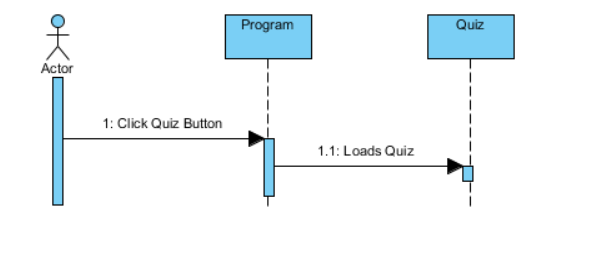 Program
Quiz
Actor
1: Click Quiz Button
1.1: Loads Quiz